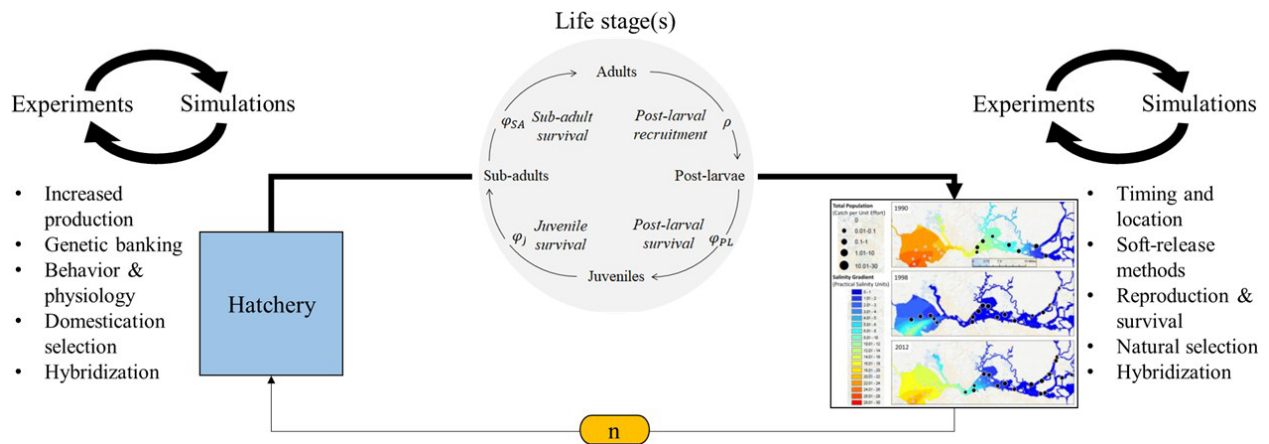 Life stage(s)
Experiments
Simulations
• Increased
production
• Genetic banking
• Behavior &
physiology
• Domestication
selection
• Hybridization
Hatchery
Adults
φSA
Sub-adult
survival
Post-larval
recruitment
ρ
Sub-adults
Post-larvae
φJ
Juvenile
survival
Post-larval
survival
φPL
Juveniles
Total Population
(Catch per Unit Effort)
0
0.01-0.1
0.1-1
1.01-10
10.01-30
Salinity Gradient
(Practical Salinity Units)
1990
1998
2012
Experiments
Simulations
• Timing and
location
• Soft-release
methods
• Reproduction &
survival
• Natural selection
• Hybridization
n